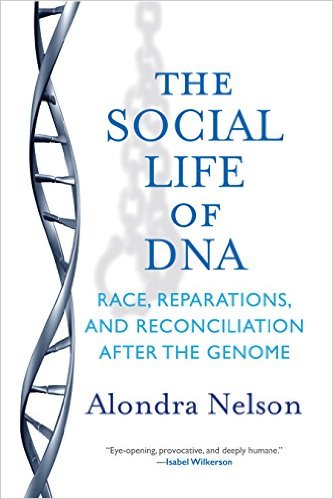 THE
SOCIAL
LIFE
OF
DNA
RACE, REPARATIONS,
AND RECONCILIATION
AFTER THE GENOME
Alondra Nelson
“Eye-opening, provocative, and deeply humane.”
—Isabel Wilkerson